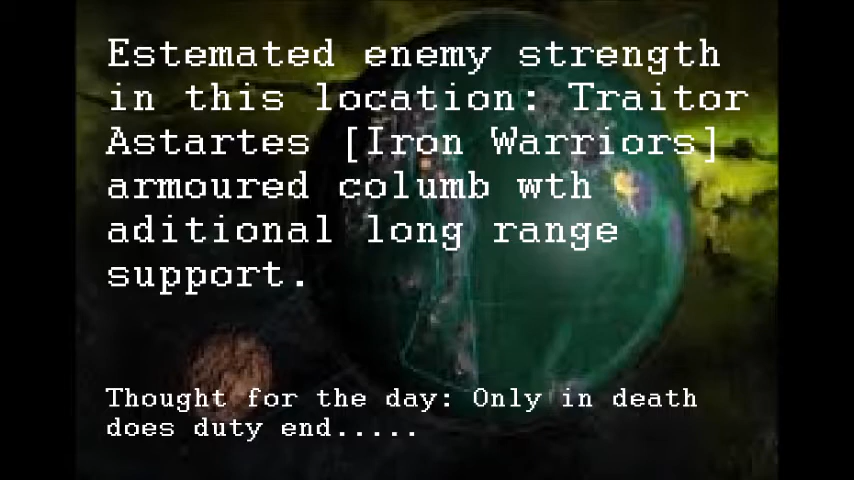 Estemated enemy strength
in this location: Traitor
Astartes [Iron Warriors]
armoured columb wth
aditional long range
support.
Thought for the day: Only in death
does duty end.....